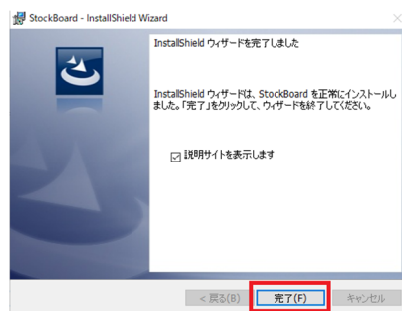 StockBoard - InstallShield Wizard
InstallShield ウィザードを完了しました
InstallShield ウィザードは、StockBoard を正常にインストールし
ました。「完了」をクリックして、ウィザードを終了してください。
説明サイトを表示します
< 戻る(B)
完了(F)
キャンセル